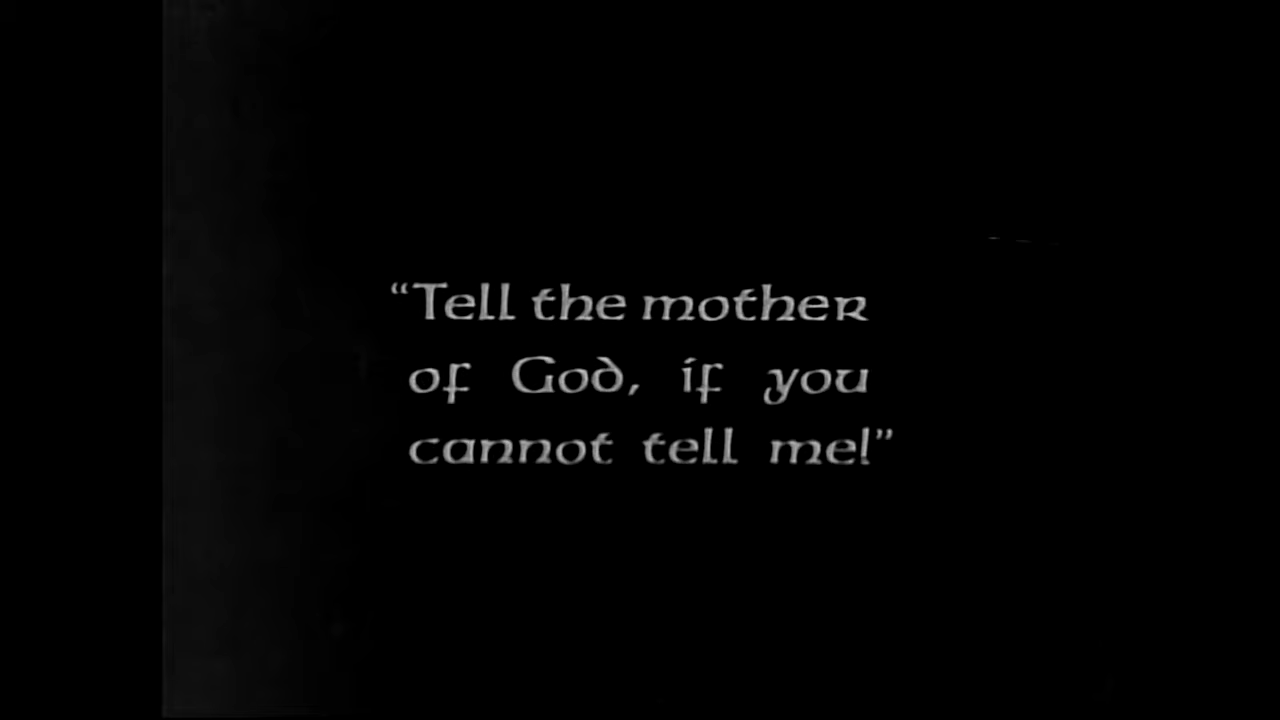 “Tell the mother
of God, if you
cannot tell me!”